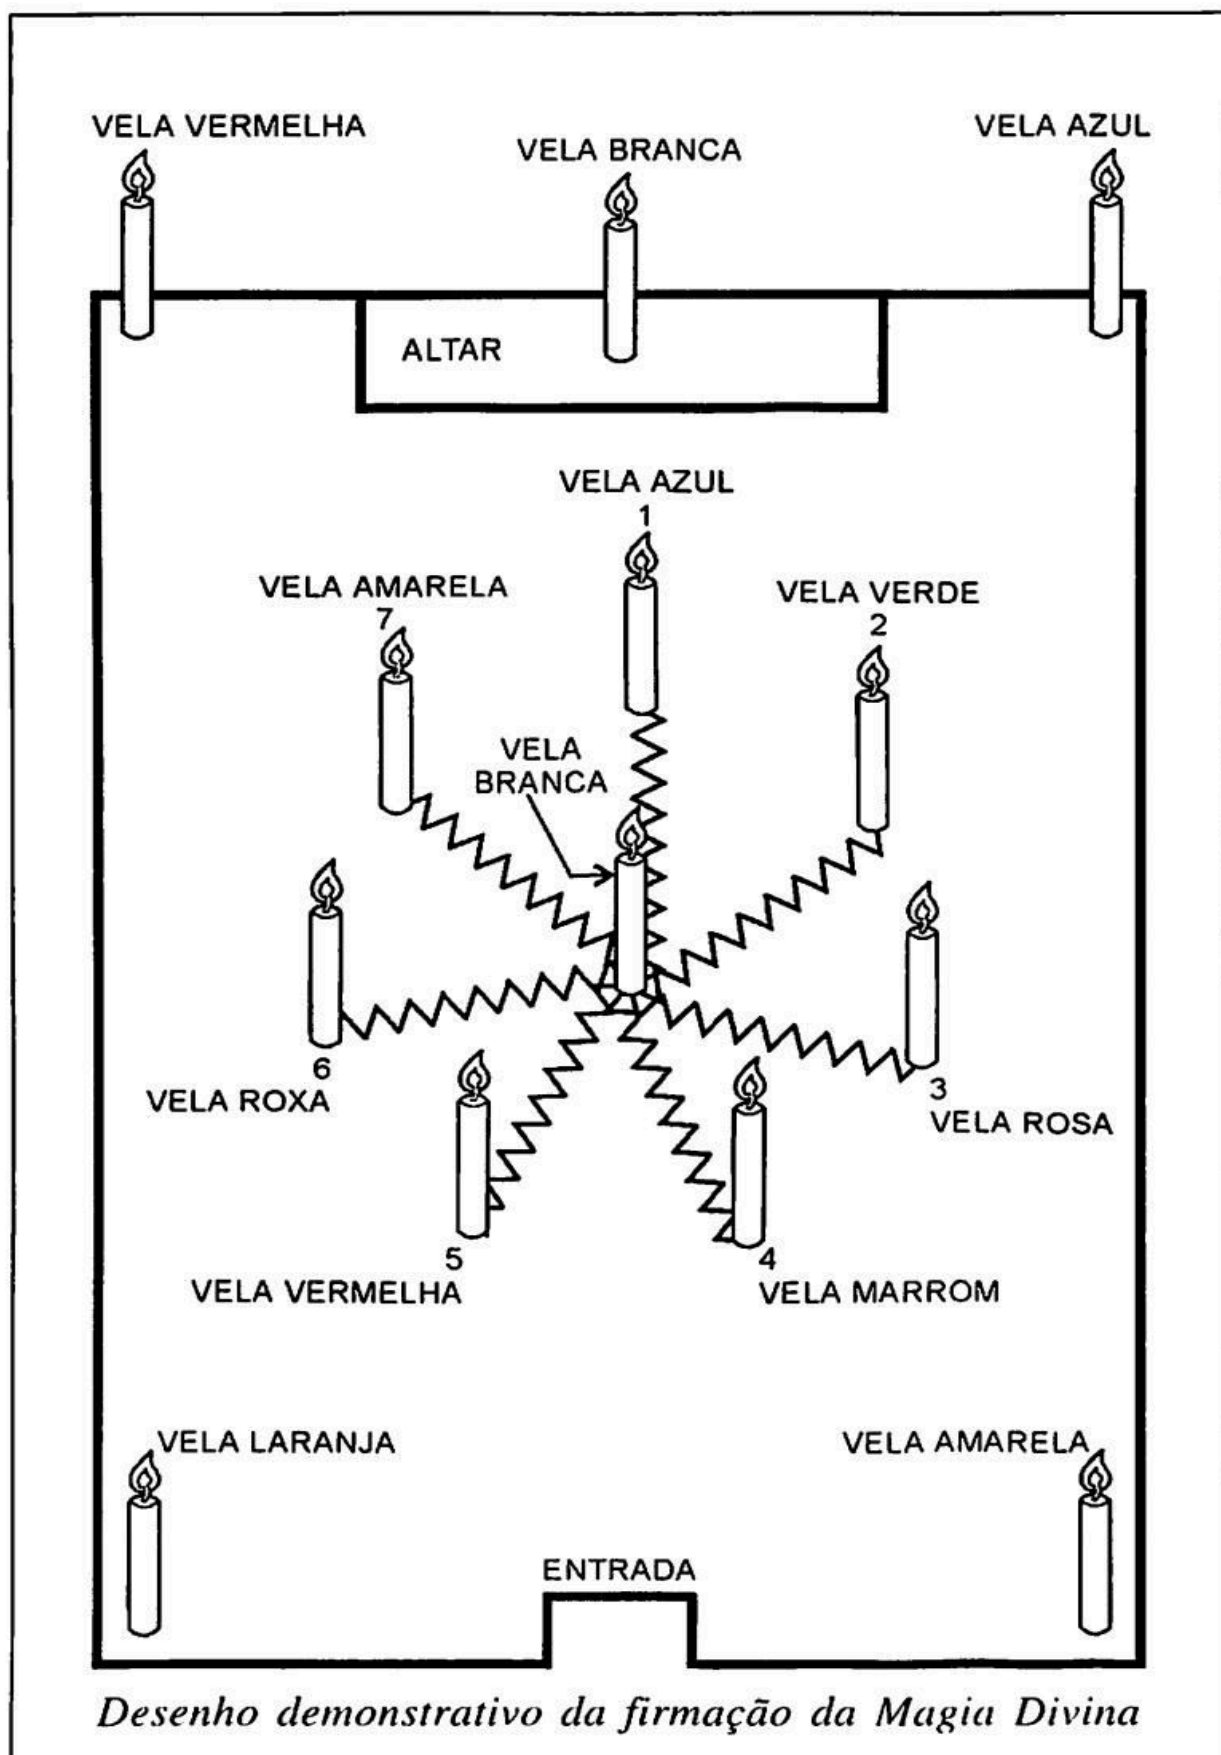 VELA VERMELHA
VELA BRANCA
VELA AZUL
ALTAR
VELA AZUL
1
VELA AMARELA
7
VELA VERDE
2
VELA
BRANCA
6
VELA ROXA
3
VELA ROSA
5
VELA VERMELHA
4
VELA MARROM
VELA LARANJA
VELA AMARELA
ENTRADA
Desenho demonstrativo da firmação da Magia Divina